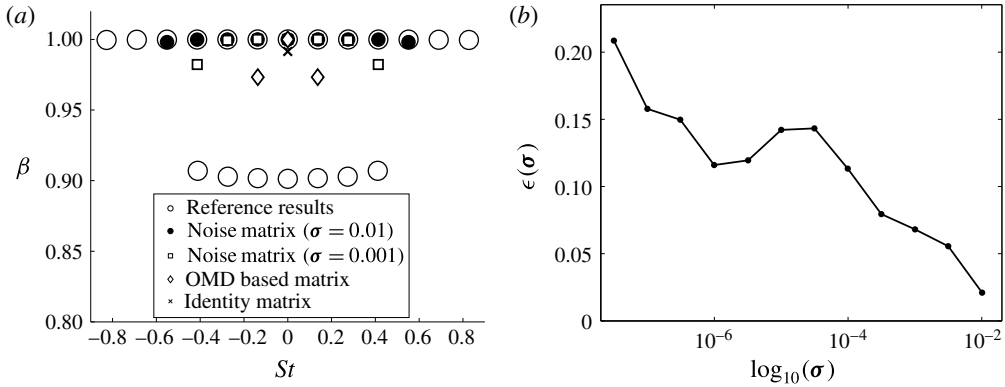 (a)
1.00
0.95
0.90
0.85
0.80
β
Reference results
Noise matrix (σ = 0.01)
Noise matrix (σ = 0.001)
OMD based matrix
Identity matrix
−0.8 −0.6 −0.4 −0.2 0 0.2 0.4 0.6 0.8
St
(b)
0.20
0.15
0.10
0.05
0
ϵ(σ)
10⁻⁶ 10⁻⁴ 10⁻²
log₁₀(σ)